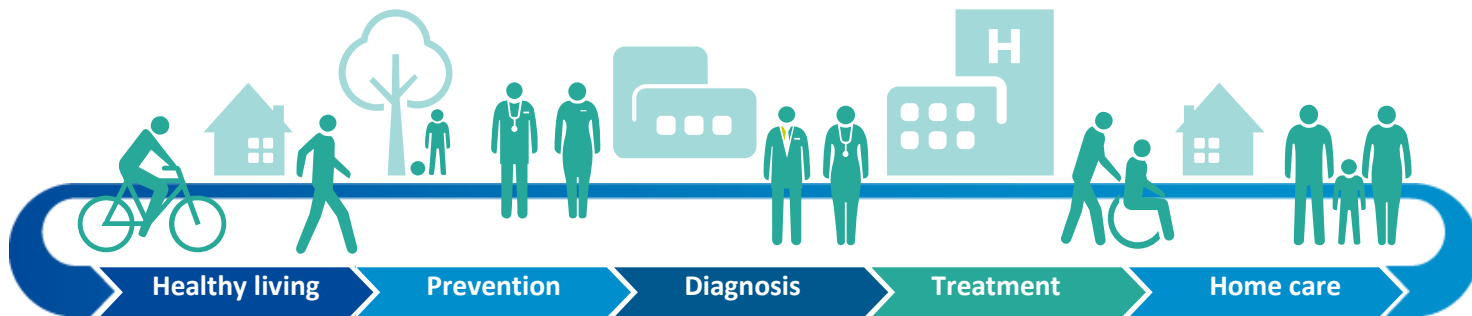 H
Healthy living
Prevention
Diagnosis
Treatment
Home care